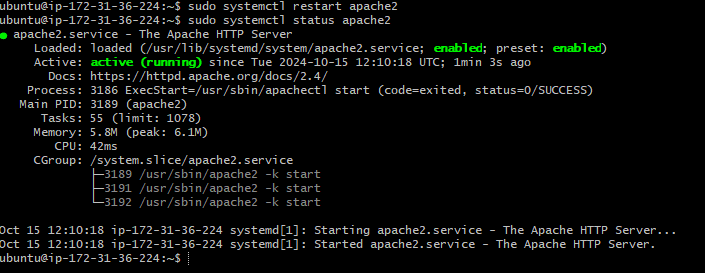 ubuntu@ip-172-31-36-224:~$ sudo systemctl restart apache2
ubuntu@ip-172-31-36-224:~$ sudo systemctl status apache2
● apache2.service - The Apache HTTP Server
     Loaded: loaded (/usr/lib/systemd/system/apache2.service; enabled; preset: enabled)
     Active: active (running) since Tue 2024-10-15 12:10:18 UTC; 1min 3s ago
       Docs: https://httpd.apache.org/docs/2.4/
    Process: 3186 ExecStart=/usr/sbin/apachectl start (code=exited, status=0/SUCCESS)
   Main PID: 3189 (apache2)
      Tasks: 55 (limit: 1078)
     Memory: 5.8M (peak: 6.1M)
        CPU: 42ms
     CGroup: /system.slice/apache2.service
             ├─3189 /usr/sbin/apache2 -k start
             ├─3191 /usr/sbin/apache2 -k start
             └─3192 /usr/sbin/apache2 -k start
Oct 15 12:10:18 ip-172-31-36-224 systemd[1]: Starting apache2.service - The Apache HTTP Server...
Oct 15 12:10:18 ip-172-31-36-224 systemd[1]: Started apache2.service - The Apache HTTP Server.
ubuntu@ip-172-31-36-224:~$